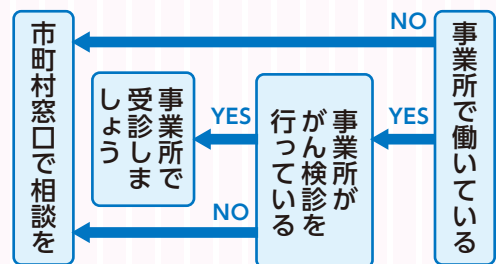 事業所で働いている
NO
YES
事業所が
がん検診を
行っている
YES
NO
事業所で
受診しま
しょう
市町村窓口で相談を